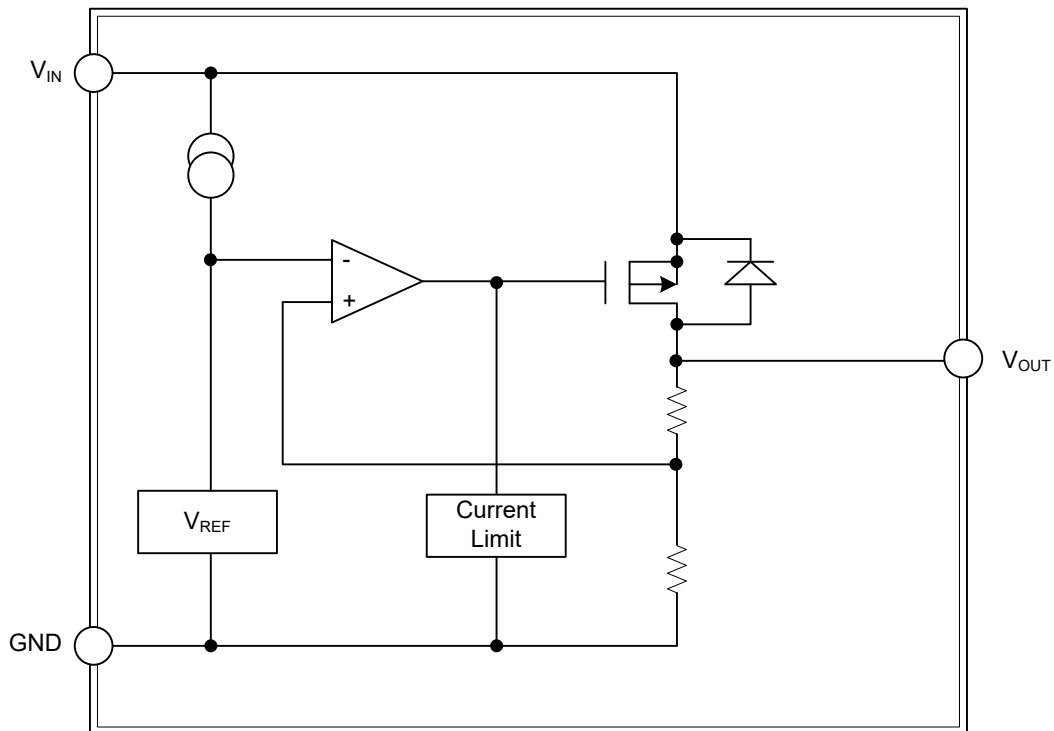 VIN
-
+
VOUT
VREF
Current
Limit
GND